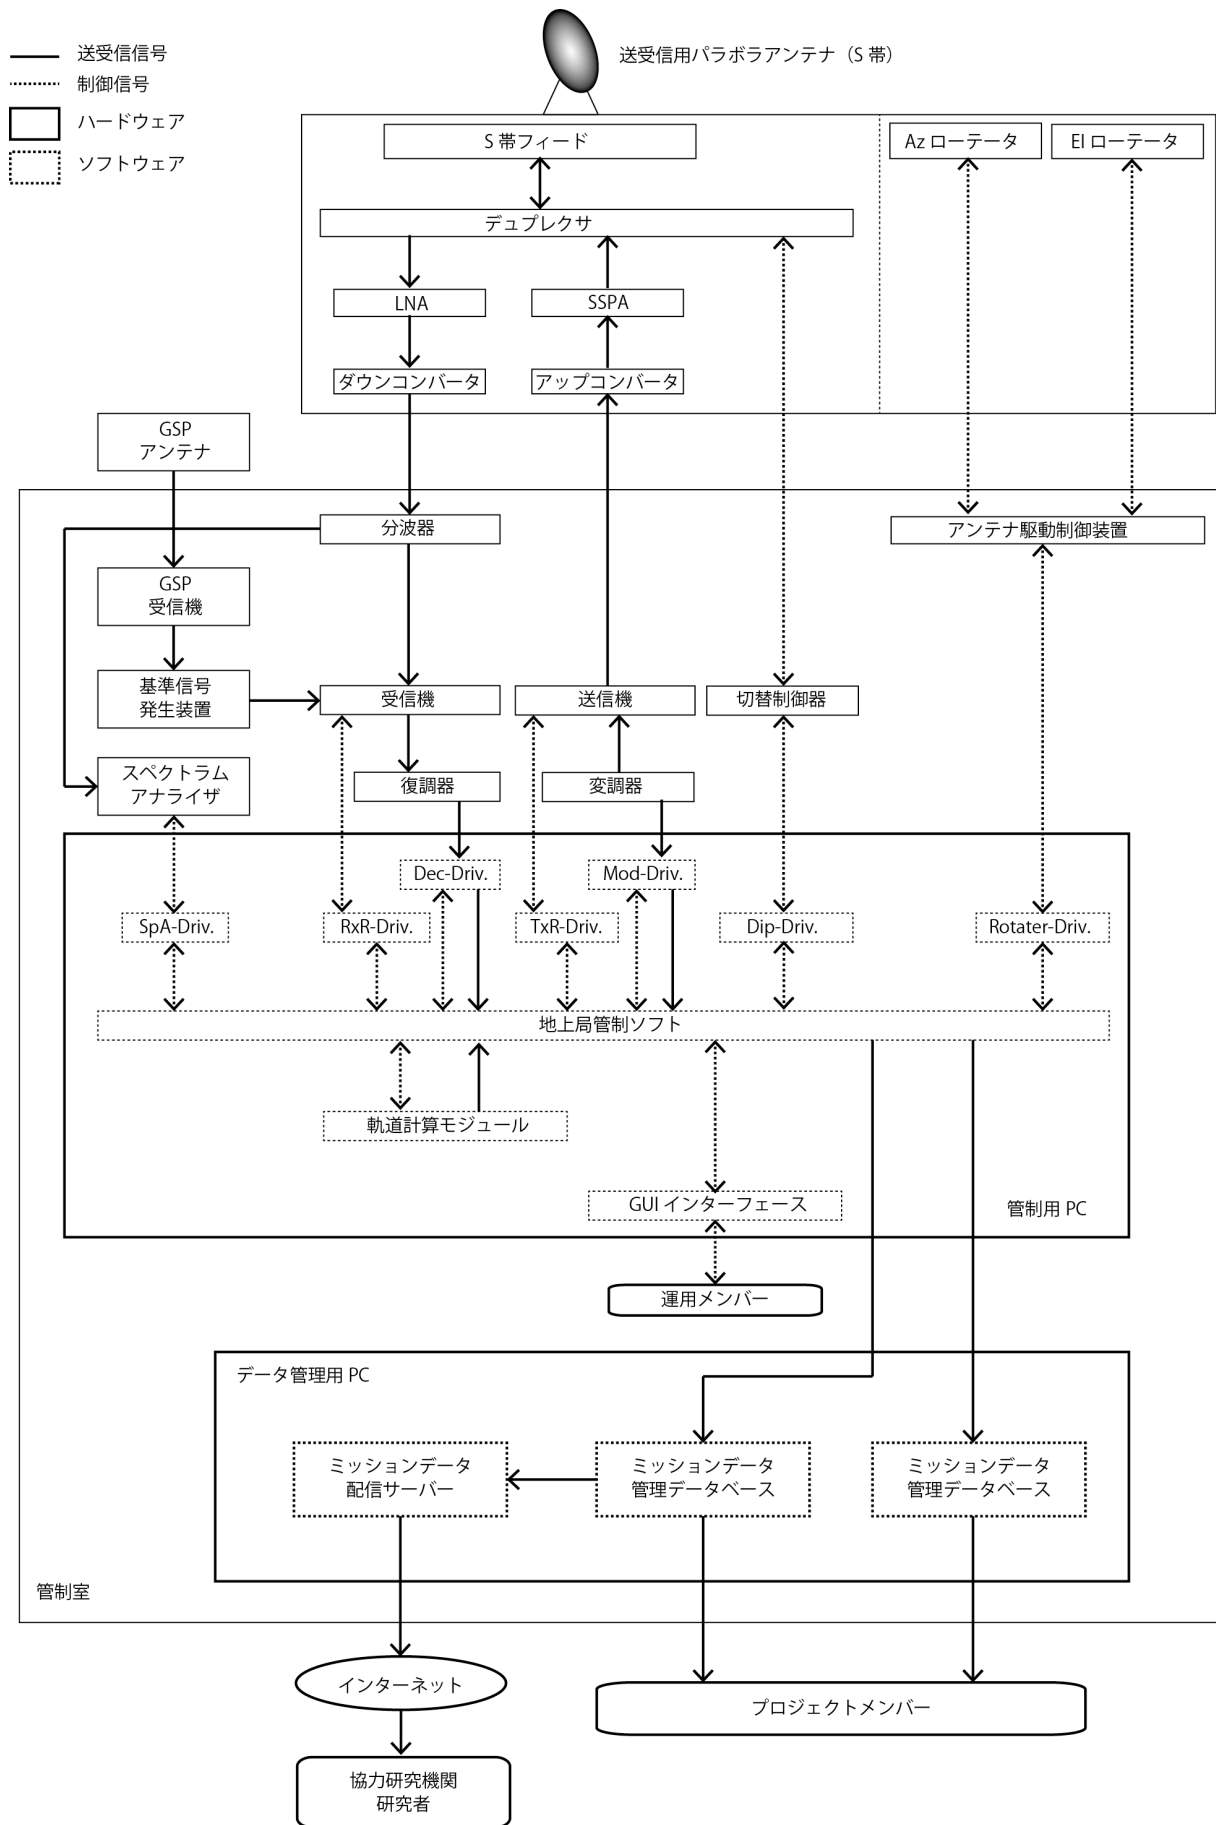 送受信信号
制御信号
ハードウェア
ソフトウェア
送受信用パラボラアンテナ（S 帯）
S 帯フィード
Az ローテータ
El ローテータ
デュプレクサ
LNA
SSPA
ダウンコンバータ
アップコンバータ
GSP
アンテナ
分波器
アンテナ駆動制御装置
GSP
受信機
基準信号
発生装置
受信機
送信機
切替制御器
スペクトラム
アナライザ
復調器
変調器
Dec-Driv.
Mod-Driv.
SpA-Driv.
RxR-Driv.
TxR-Driv.
Dip-Driv.
Rotater-Driv.
地上局管制ソフト
軌道計算モジュール
GUI インターフェース
管制用 PC
運用メンバー
データ管理用 PC
ミッションデータ
配信サーバー
ミッションデータ
管理データベース
ミッションデータ
管理データベース
管制室
インターネット
プロジェクトメンバー
協力研究機関
研究者